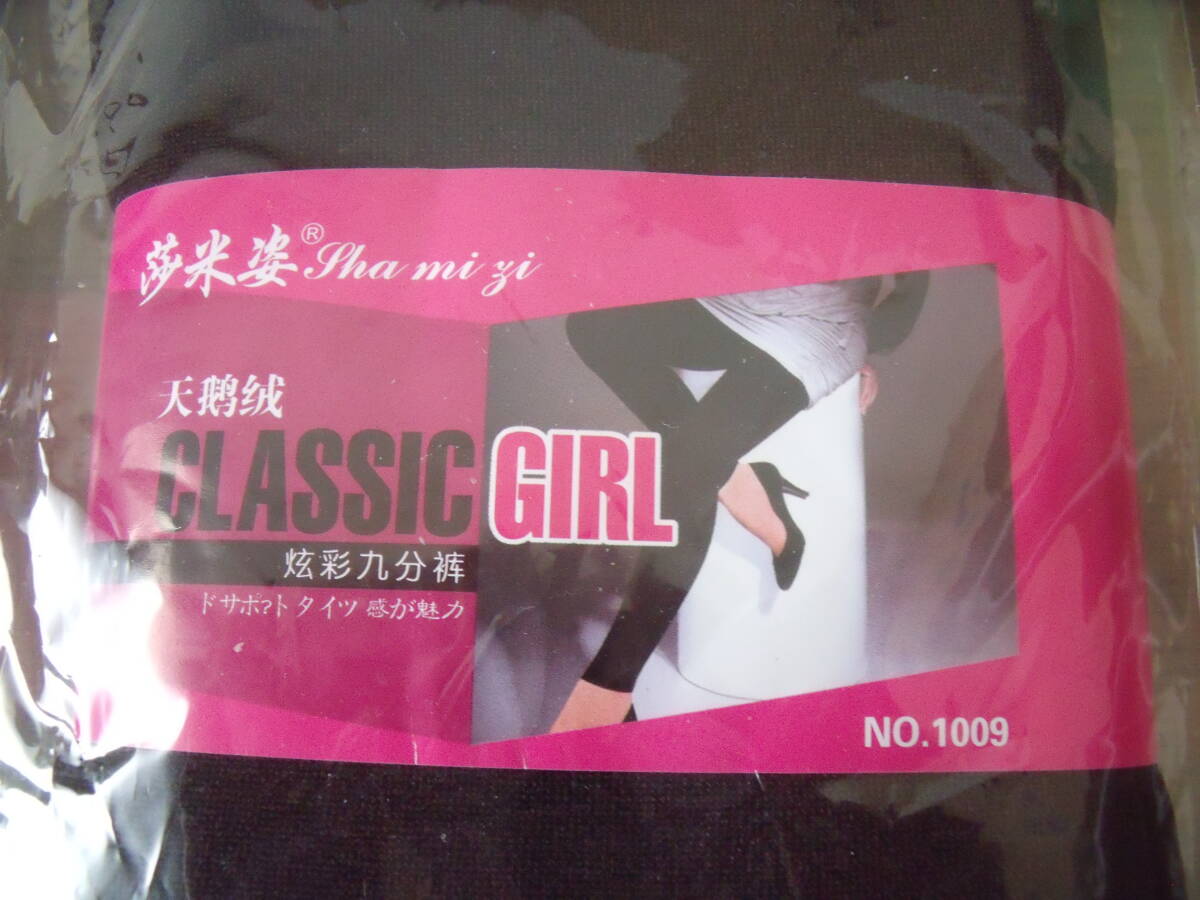 莎米姿® Sha mi zi
天鹅绒
CLASSIC GIRL
炫彩九分裤
ドサポ?ト タイツ 感が魅力
NO.1009